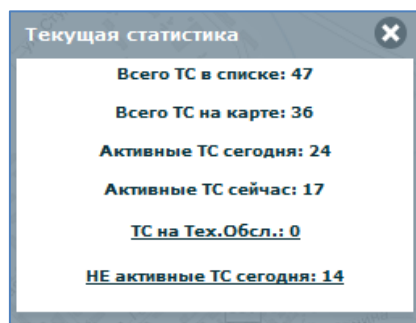 Текущая статистика
Всего ТС в списке: 47
Всего ТС на карте: 36
Активные ТС сегодня: 24
Активные ТС сейчас: 17
ТС на Тех.Обсл.: 0
НЕ активные ТС сегодня: 14